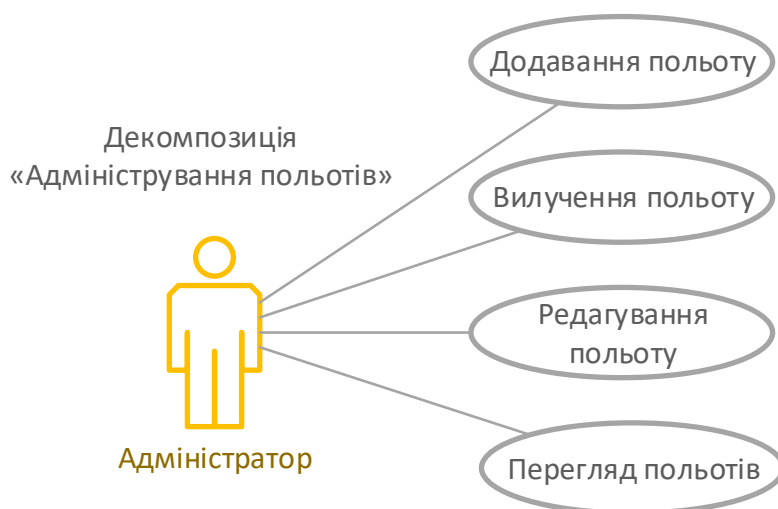 Додавання польоту
Декомпозиція
«Адміністрування польотів»
Вилучення польоту
Редагування
польоту
Адміністратор
Перегляд польотів